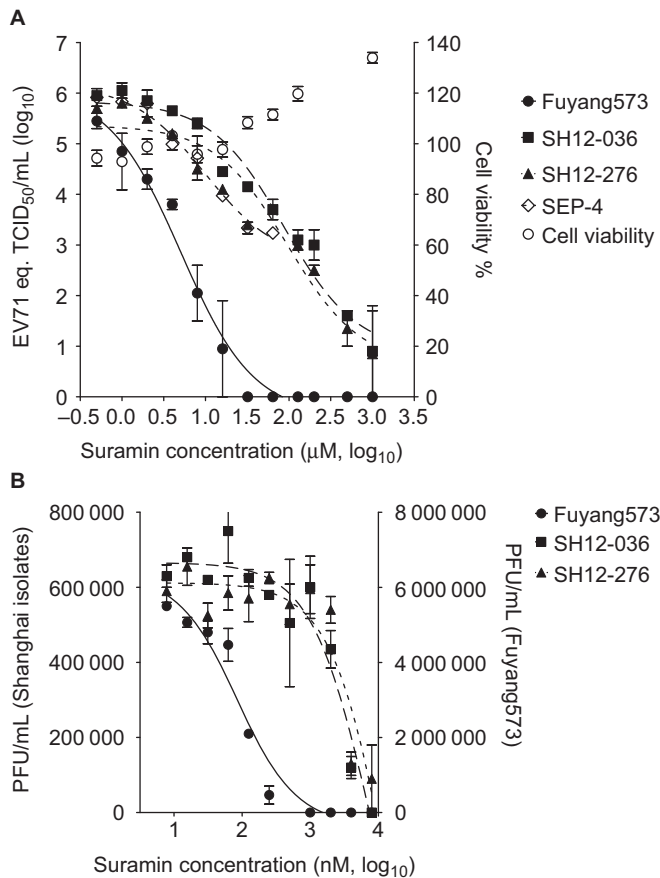 A
EV71 eq. TCID50/mL (log10)
7
6
5
4
3
2
1
0
140
120
100
80
60
40
20
0
Cell viability %
–0.5 0.0 0.5 1.0 1.5 2.0 2.5 3.0 3.5
Suramin concentration (μM, log10)
Fuyang573
SH12-036
SH12-276
SEP-4
Cell viability
B
PFU/mL (Shanghai isolates)
800 000
600 000
400 000
200 000
0
8 000 000
6 000 000
4 000 000
2 000 000
0
PFU/mL (Fuyang573)
1 2 3 4
Suramin concentration (nM, log10)
Fuyang573
SH12-036
SH12-276